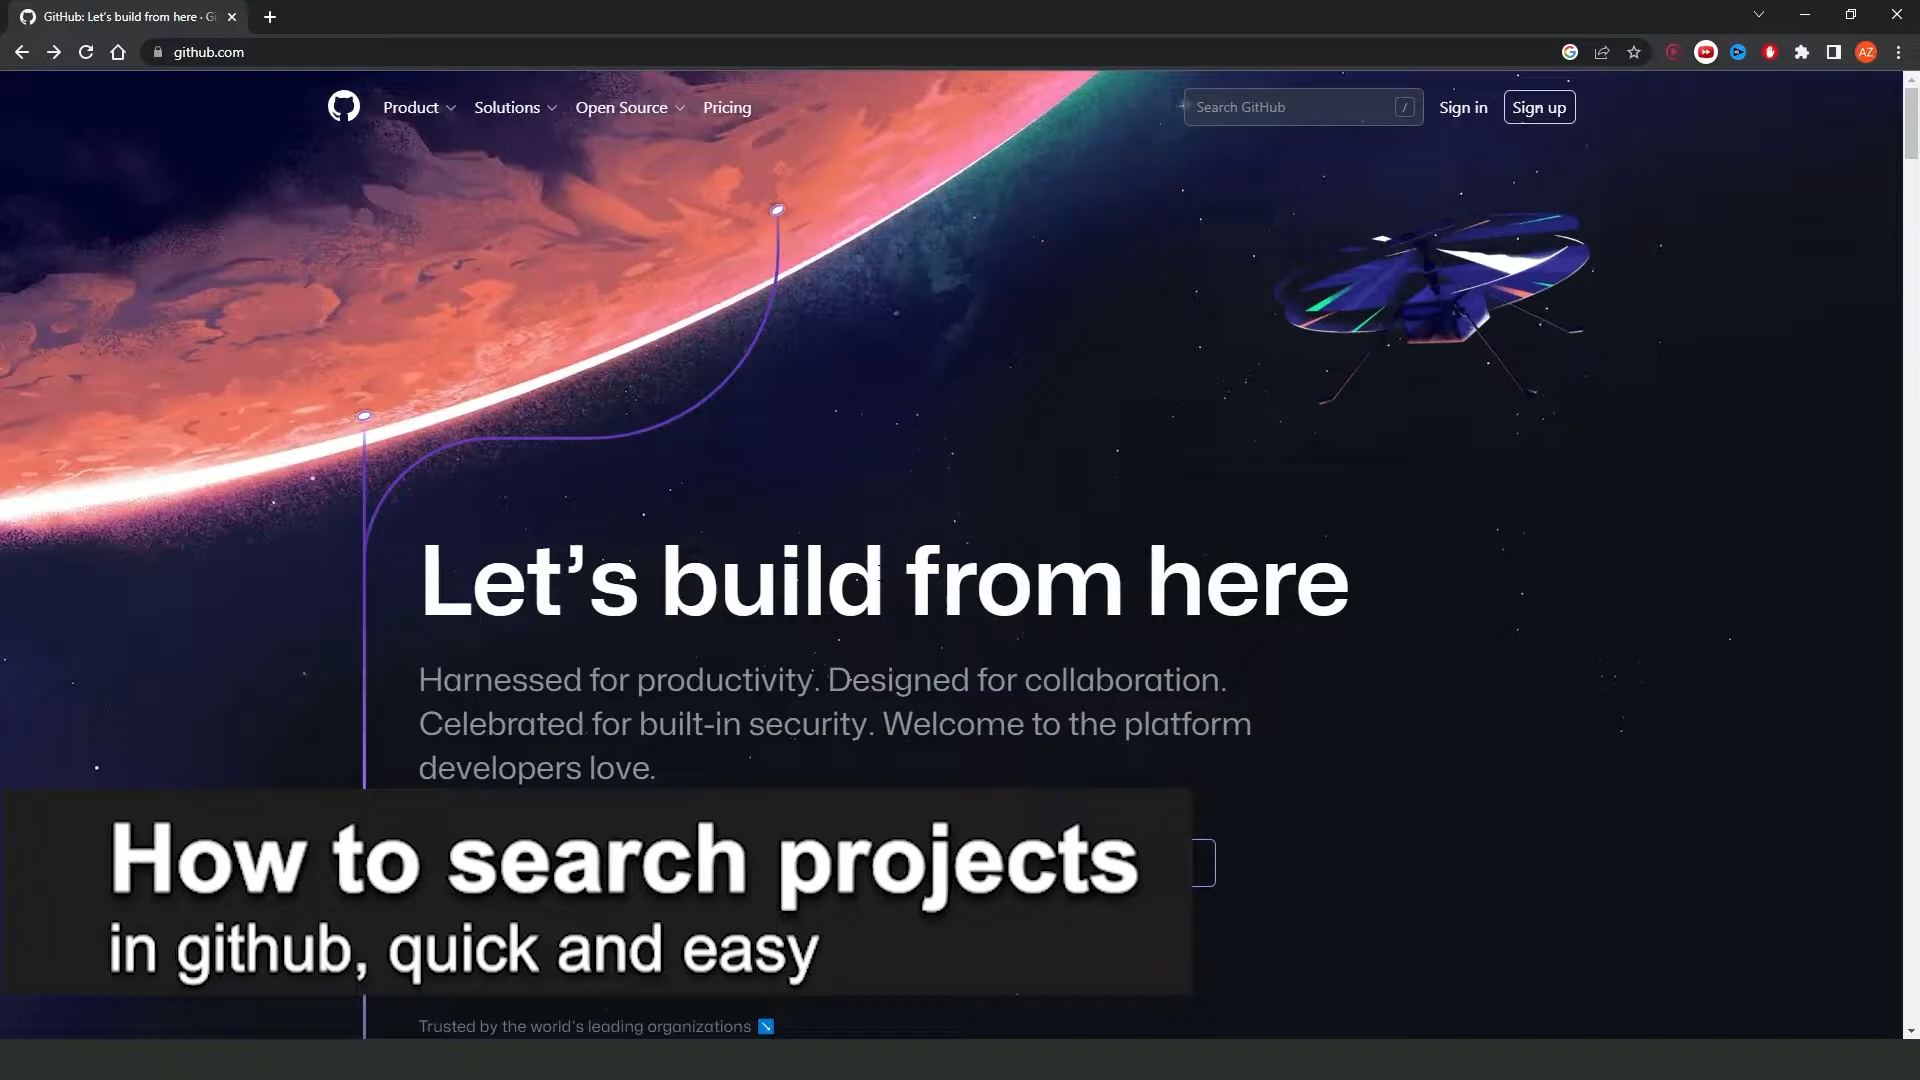 GitHub: Let's build from here · G
github.com
AZ
Product
Solutions
Open Source
Pricing
Search GitHub
/
Sign in
Sign up
Let’s build from here
Harnessed for productivity. Designed for collaboration.
Celebrated for built-in security. Welcome to the platform
developers love.
How to search projects
in github, quick and easy
Trusted by the world’s leading organizations